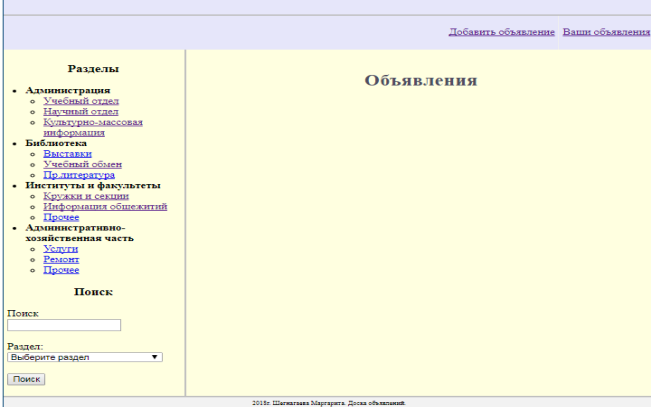 Добавить объявление Ваши объявления
Разделы
Администрация
Учебный отдел
Научный отдел
Культурно-массовая
информация
Библиотека
Выставки
Учебный обмен
Пр.литература
Институты и факультеты
Кружки и секции
Информация общежитий
Прочее
Административно-
хозяйственная часть
Услуги
Ремонт
Прочее
Поиск
Поиск
Раздел:
Выберите раздел
Поиск
Объявления
2018г. Маргарита. Доска объявлений.